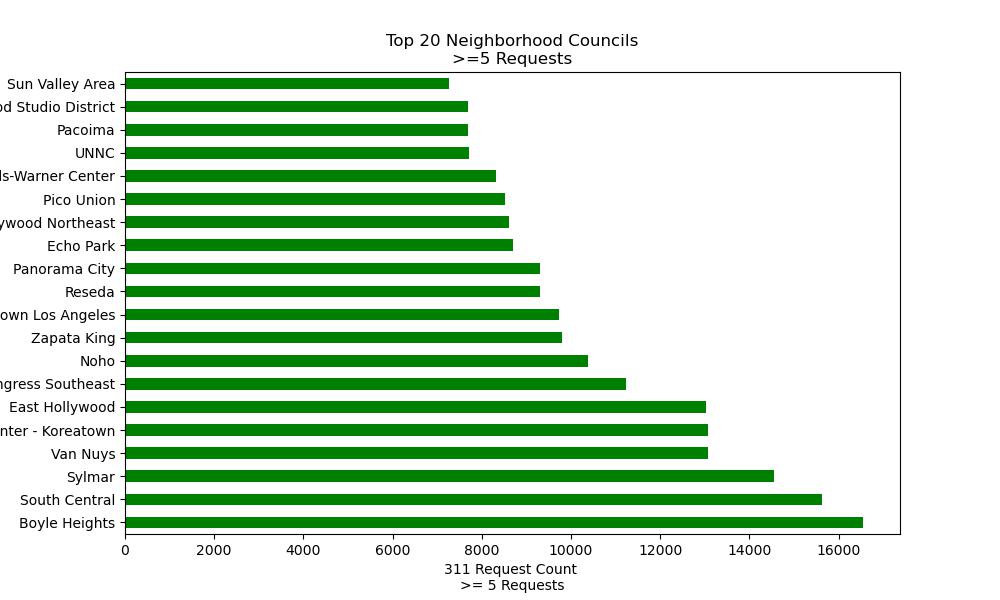 Top 20 Neighborhood Councils
>=5 Requests
Sun Valley Area
Studio District
Pacoima
UNNC
Warner Center
Pico Union
Northeast
Echo Park
Panorama City
Reseda
Los Angeles
Zapata King
Noho
Southeast
East Hollywood
- Koreatown
Van Nuys
Sylmar
South Central
Boyle Heights
0 2000 4000 6000 8000 10000 12000 14000 16000
311 Request Count
>= 5 Requests